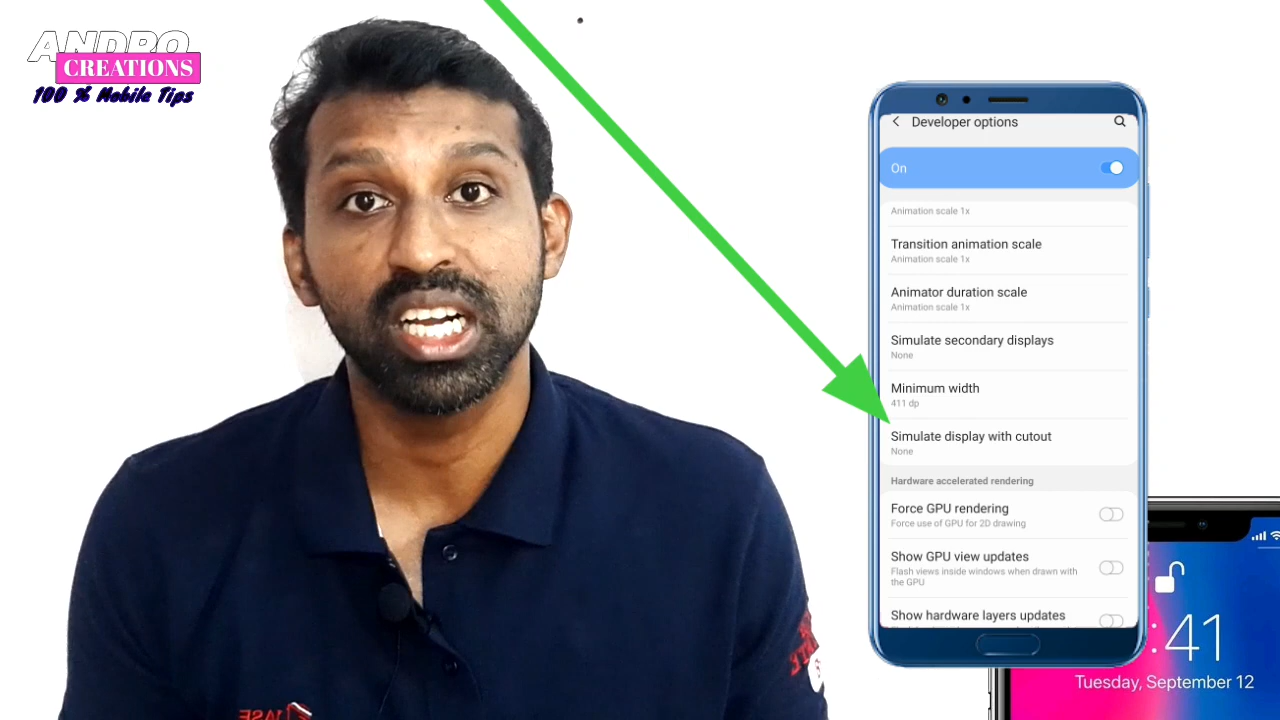 ANDRO
CREATIONS
100 % Mobile Tips
Developer options
On
Animation scale 1x
Transition animation scale
Animation scale 1x
Animator duration scale
Animation scale 1x
Simulate secondary displays
None
Minimum width
411 dp
Simulate display with cutout
None
Hardware accelerated rendering
Force GPU rendering
Force use of GPU for 2D drawing
Show GPU view updates
Flash views inside windows when drawn with
the GPU
Show hardware layers updates
:41
Tuesday, September 12